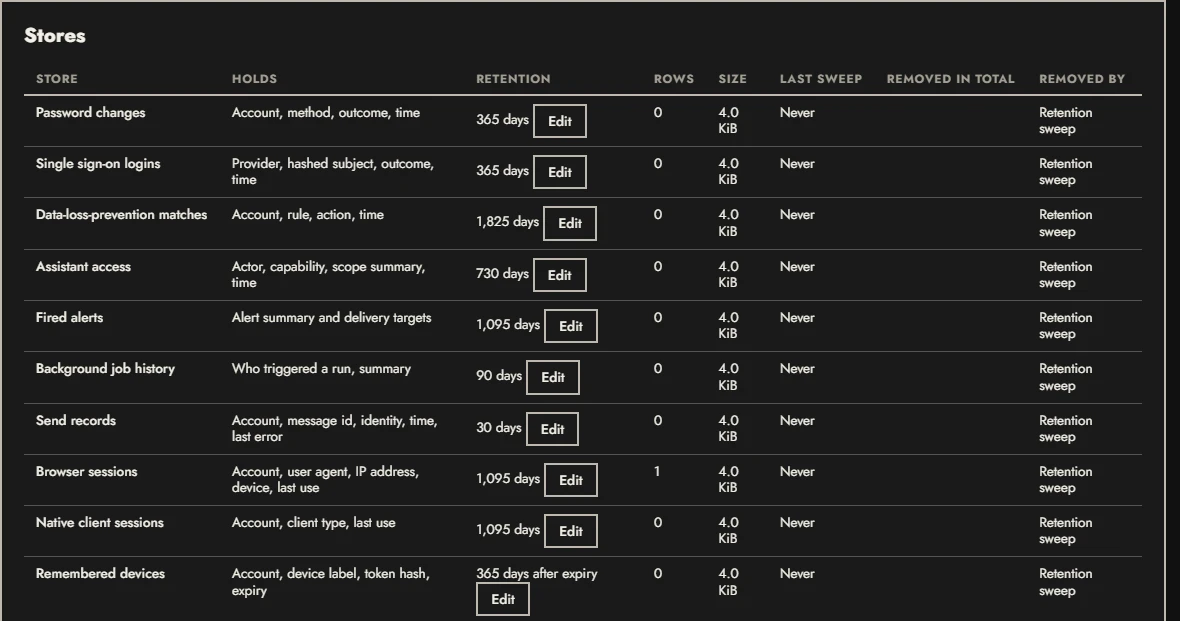 Stores
STORE HOLDS RETENTION ROWS SIZE LAST SWEEP REMOVED IN TOTAL REMOVED BY
Password changes Account, method, outcome, time 365 days Edit 0 4.0 Never Retention
KiB sweep
Single sign-on logins Provider, hashed subject, outcome, 365 days Edit 0 4.0 Never Retention
time KiB sweep
Data-loss-prevention matches Account, rule, action, time 1,825 days Edit 0 4.0 Never Retention
KiB sweep
Assistant access Actor, capability, scope summary, 730 days Edit 0 4.0 Never Retention
time KiB sweep
Fired alerts Alert summary and delivery targets 1,095 days Edit 0 4.0 Never Retention
KiB sweep
Background job history Who triggered a run, summary 90 days Edit 0 4.0 Never Retention
KiB sweep
Send records Account, message id, identity, time, 30 days Edit 0 4.0 Never Retention
last error KiB sweep
Browser sessions Account, user agent, IP address, 1,095 days Edit 1 4.0 Never Retention
device, last use KiB sweep
Native client sessions Account, client type, last use 1,095 days Edit 0 4.0 Never Retention
KiB sweep
Remembered devices Account, device label, token hash, 365 days after expiry 0 4.0 Never Retention
expiry Edit KiB sweep